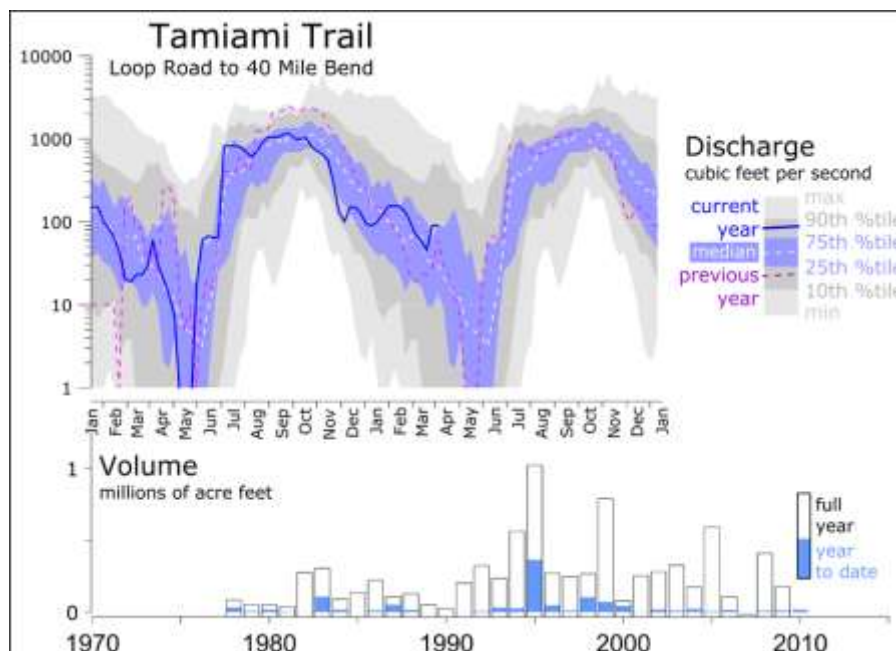 Tamiami Trail
Loop Road to 40 Mile Bend
10000
1000
100
10
1
Jan
Feb
Mar
Apr
May
Jun
Jul
Aug
Sep
Oct
Dec
Jan
Feb
Mar
Apr
May
Jun
Jul
Aug
Sep
Oct
Nov
Dec
Jan
Discharge
cubic feet per second
current
year
median
previous
year
max
90th %tile
75th %tile
25th %tile
10th %tile
min
Volume
millions of acre feet
1
0
full
year
year
to date
1970
1980
1990
2000
2010